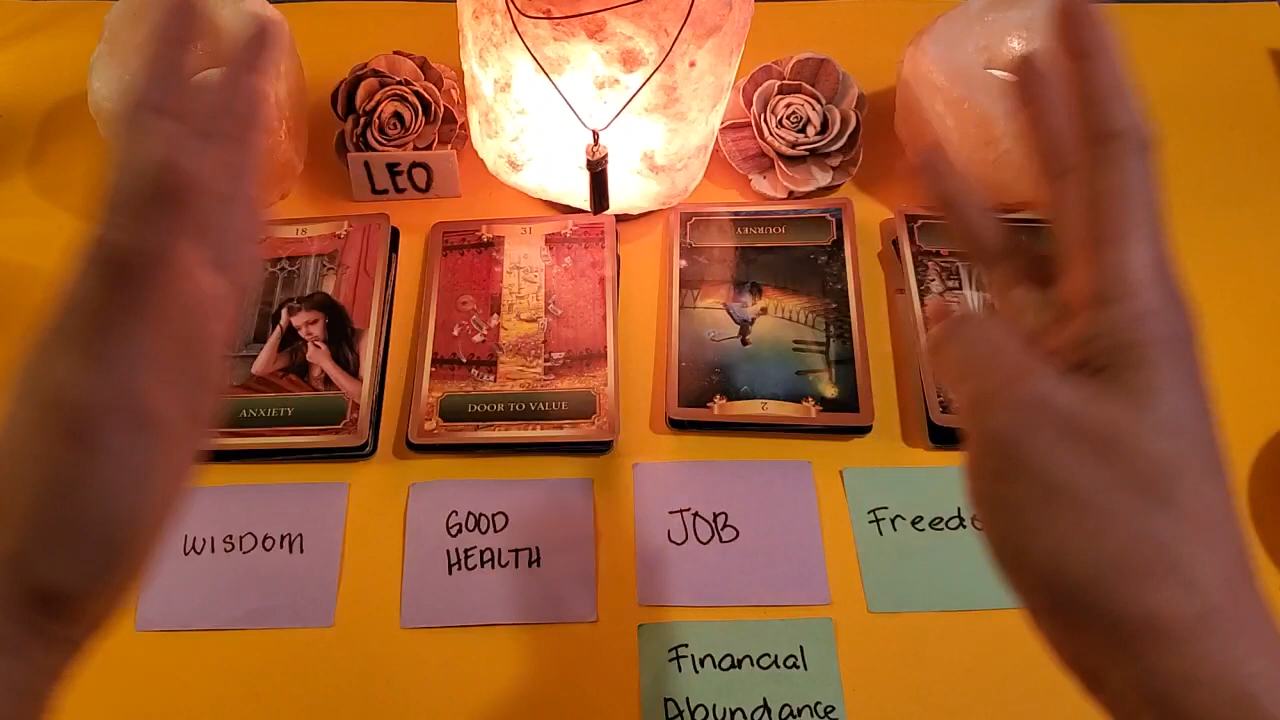 LEO
18
ANXIETY
31
DOOR TO VALUE
JOURNEY
2
WISDOM
GOOD
HEALTH
JOB
Financial
Abundance